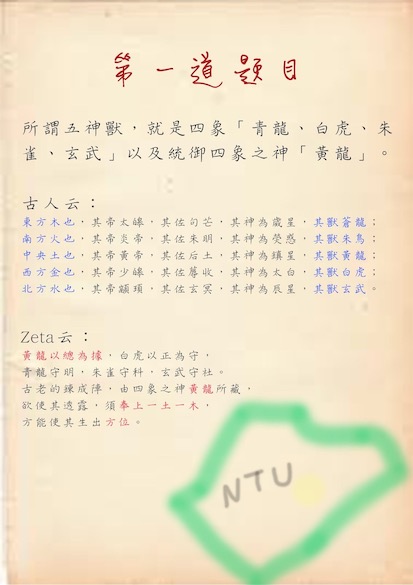 第一道題目
所謂五神獸，就是四象「青龍、白虎、朱
雀、玄武」以及統御四象之神「黃龍」。
古人云：
東方木也，其帝太皞，其佐句芒，其神為歲星，其獸蒼龍；
南方火也，其帝炎帝，其佐朱明，其神為熒惑，其獸朱鳥；
中央土也，其帝黃帝，其佐后土，其神為鎮星，其獸黃龍；
西方金也，其帝少皞，其佐蓐收，其神為太白，其獸白虎；
北方水也，其帝顓頊，其佐玄冥，其神為辰星，其獸玄武。
Zeta云：
黃龍以總為據，白虎以正為守，
青龍守明，朱雀守科，玄武守社。
古老的鍊成陣，由四象之神黃龍所藏，
欲使其透露，須奉上一土一木，
方能使其生出方位。
NTU